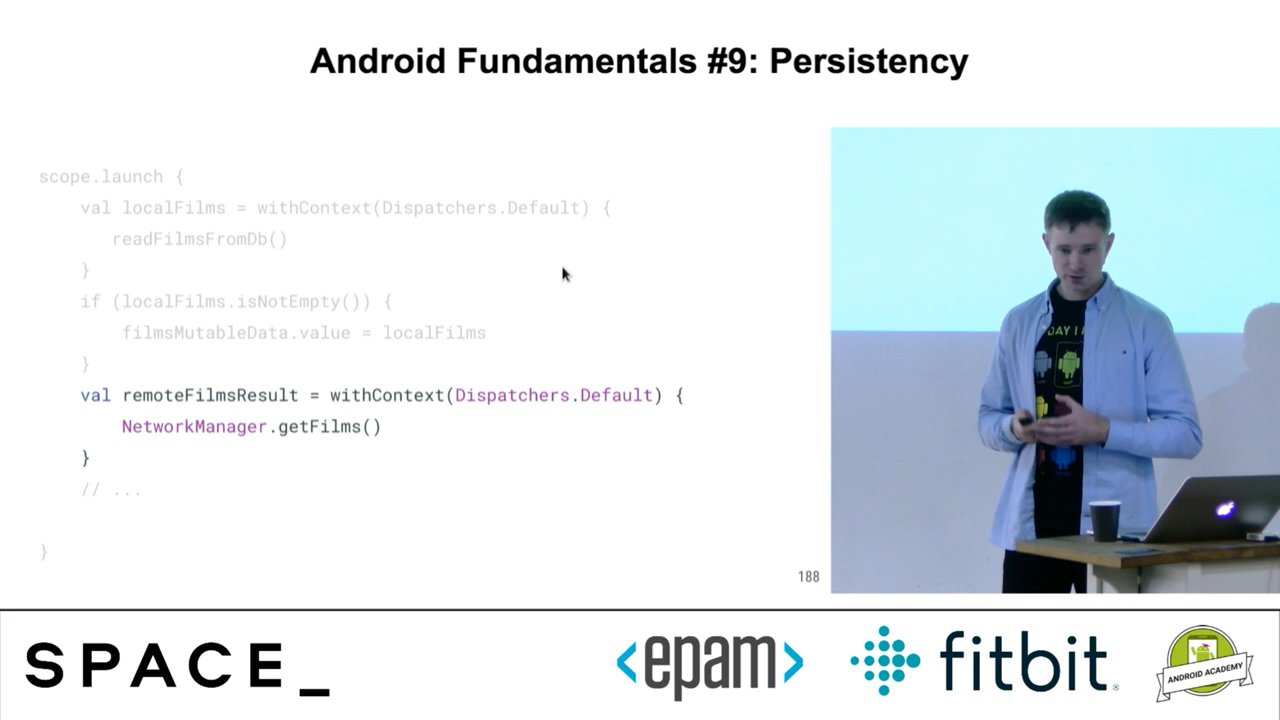 Android Fundamentals #9: Persistency
scope.launch {
val localFilms = withContext(Dispatchers.Default) {
readFilmsFromDb()
}
if (localFilms.isNotEmpty()) {
filmsMutableData.value = localFilms
}
val remoteFilmsResult = withContext(Dispatchers.Default) {
NetworkManager.getFilms()
}
// ...
}
188
DAY I
SPACE_
<epam>
fitbit®
ANDROID ACADEMY